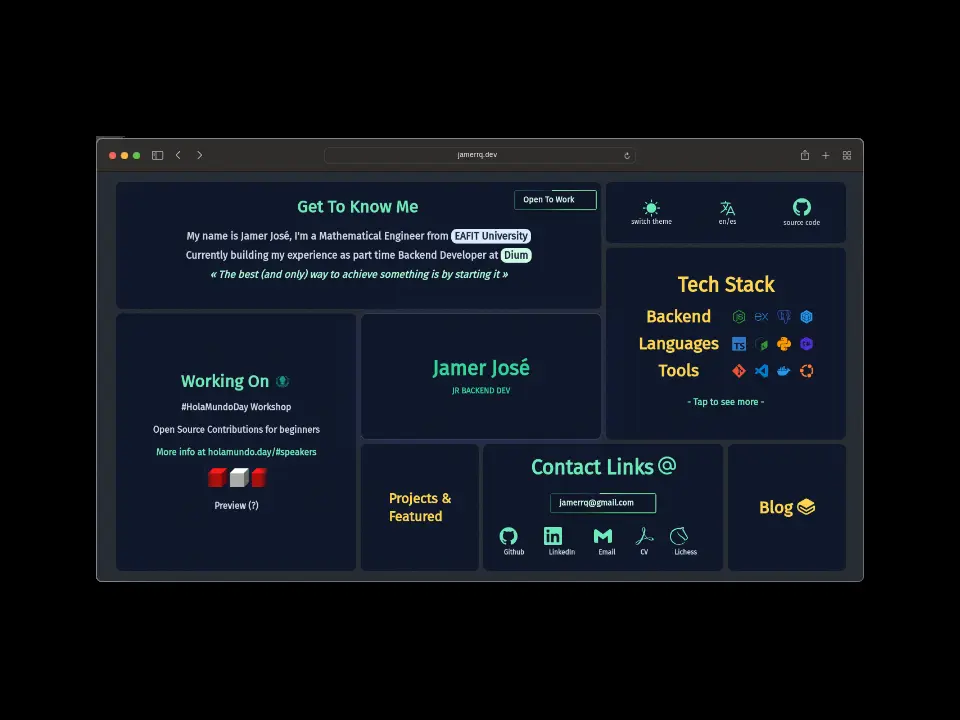 jamerrq.dev
Get To Know Me
Open To Work
My name is Jamer José, I'm a Mathematical Engineer from EAFIT University
Currently building my experience as part time Backend Developer at Dium
« The best (and only) way to achieve something is by starting it »
switch theme
en/es
source code
Tech Stack
Backend
EX
Languages
TS
Tools
- Tap to see more -
Working On
#HolaMundoDay Workshop
Open Source Contributions for beginners
More info at holamundo.day/#speakers
Preview (?)
Jamer José
JR BACKEND DEV
Projects &
Featured
Contact Links
jamerrq@gmail.com
Github
LinkedIn
Email
CV
Lichess
Blog